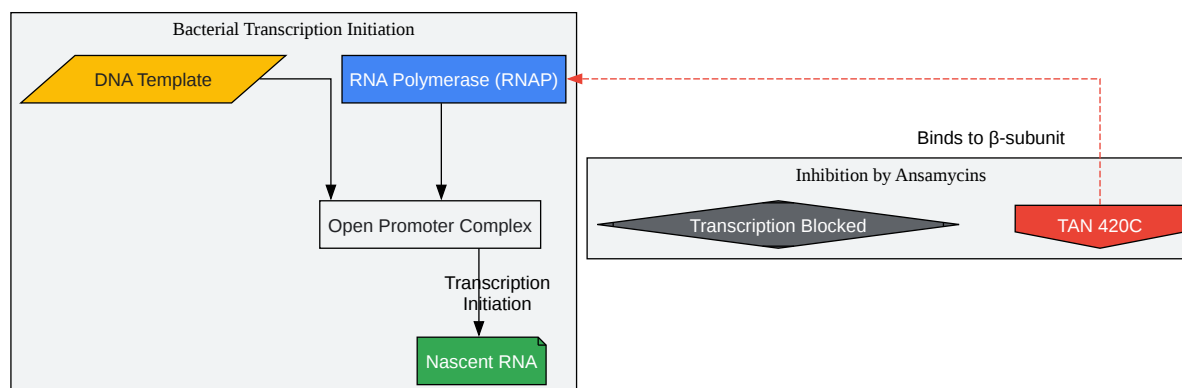 Bacterial Transcription Initiation
DNA Template
RNA Polymerase (RNAP)
Open Promoter Complex
Transcription
Initiation
Nascent RNA
Binds to β-subunit
Inhibition by Ansamycins
Transcription Blocked
TAN 420C